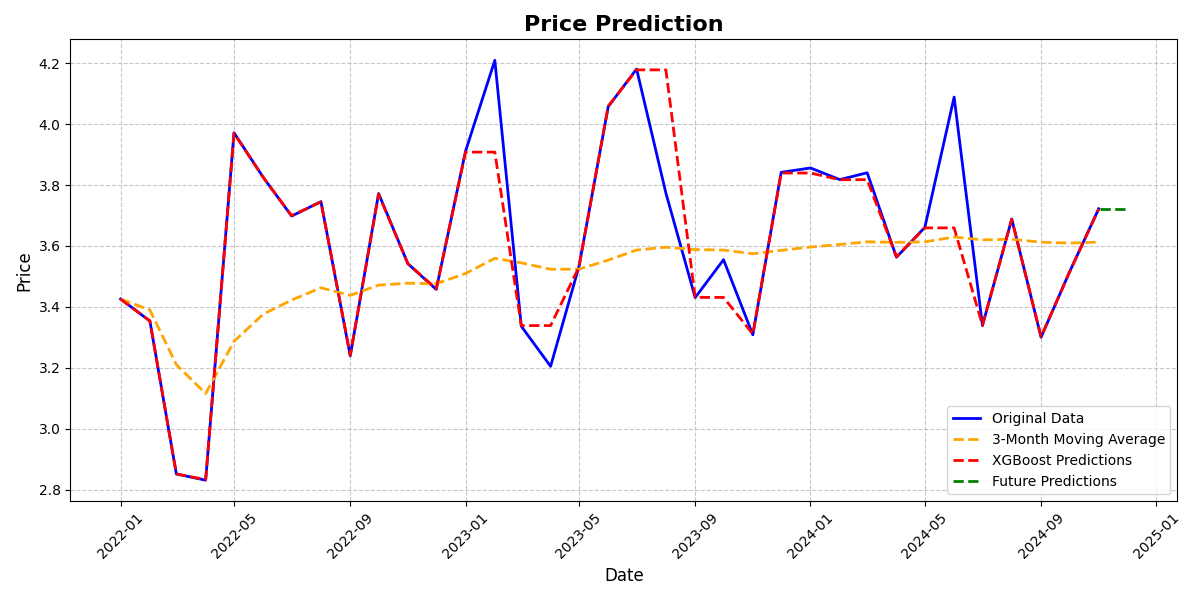 Price Prediction
Price
4.2
4.0
3.8
3.6
3.4
3.2
3.0
2.8
Original Data
3-Month Moving Average
XGBoost Predictions
Future Predictions
2022-01
2022-05
2022-09
2023-01
2023-05
2023-09
2024-01
2024-05
2024-09
2025-01
Date